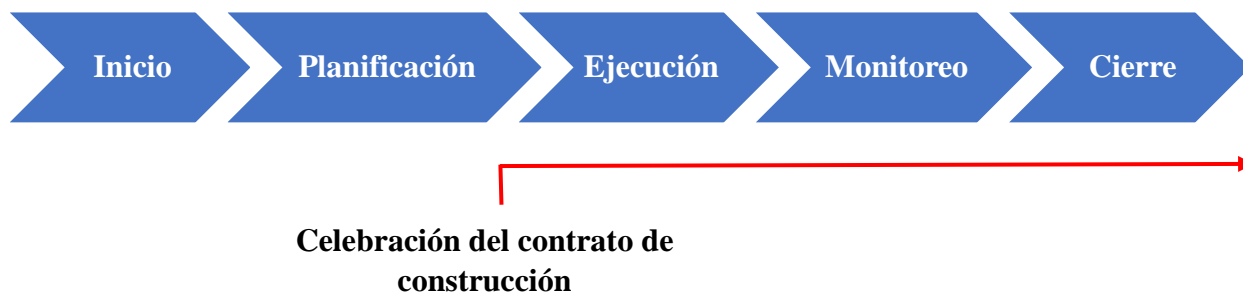 Inicio
Planificación
Ejecución
Monitoreo
Cierre
Celebración del contrato de
construcción